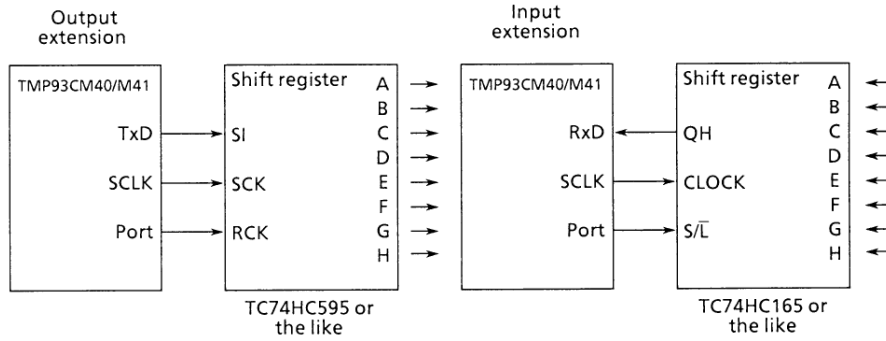 Output
extension
TMP93CM40/M41
TxD
SCLK
Port
Shift register
SI
SCK
RCK
A
B
C
D
E
F
G
H
TC74HC595 or
the like
Input
extension
TMP93CM40/M41
RxD
SCLK
Port
Shift register
QH
CLOCK
S/L̅
A
B
C
D
E
F
G
H
TC74HC165 or
the like